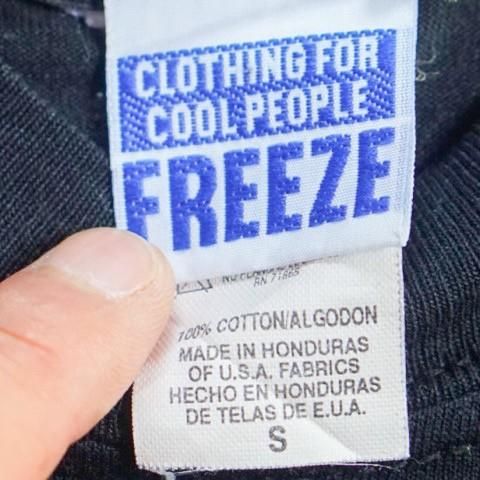 CLOTHING FOR
COOL PEOPLE
FREEZE
RN 71865
100% COTTON/ALGODON
MADE IN HONDURAS
OF U.S.A. FABRICS
HECHO EN HONDURAS
DE TELAS DE E.U.A.
S